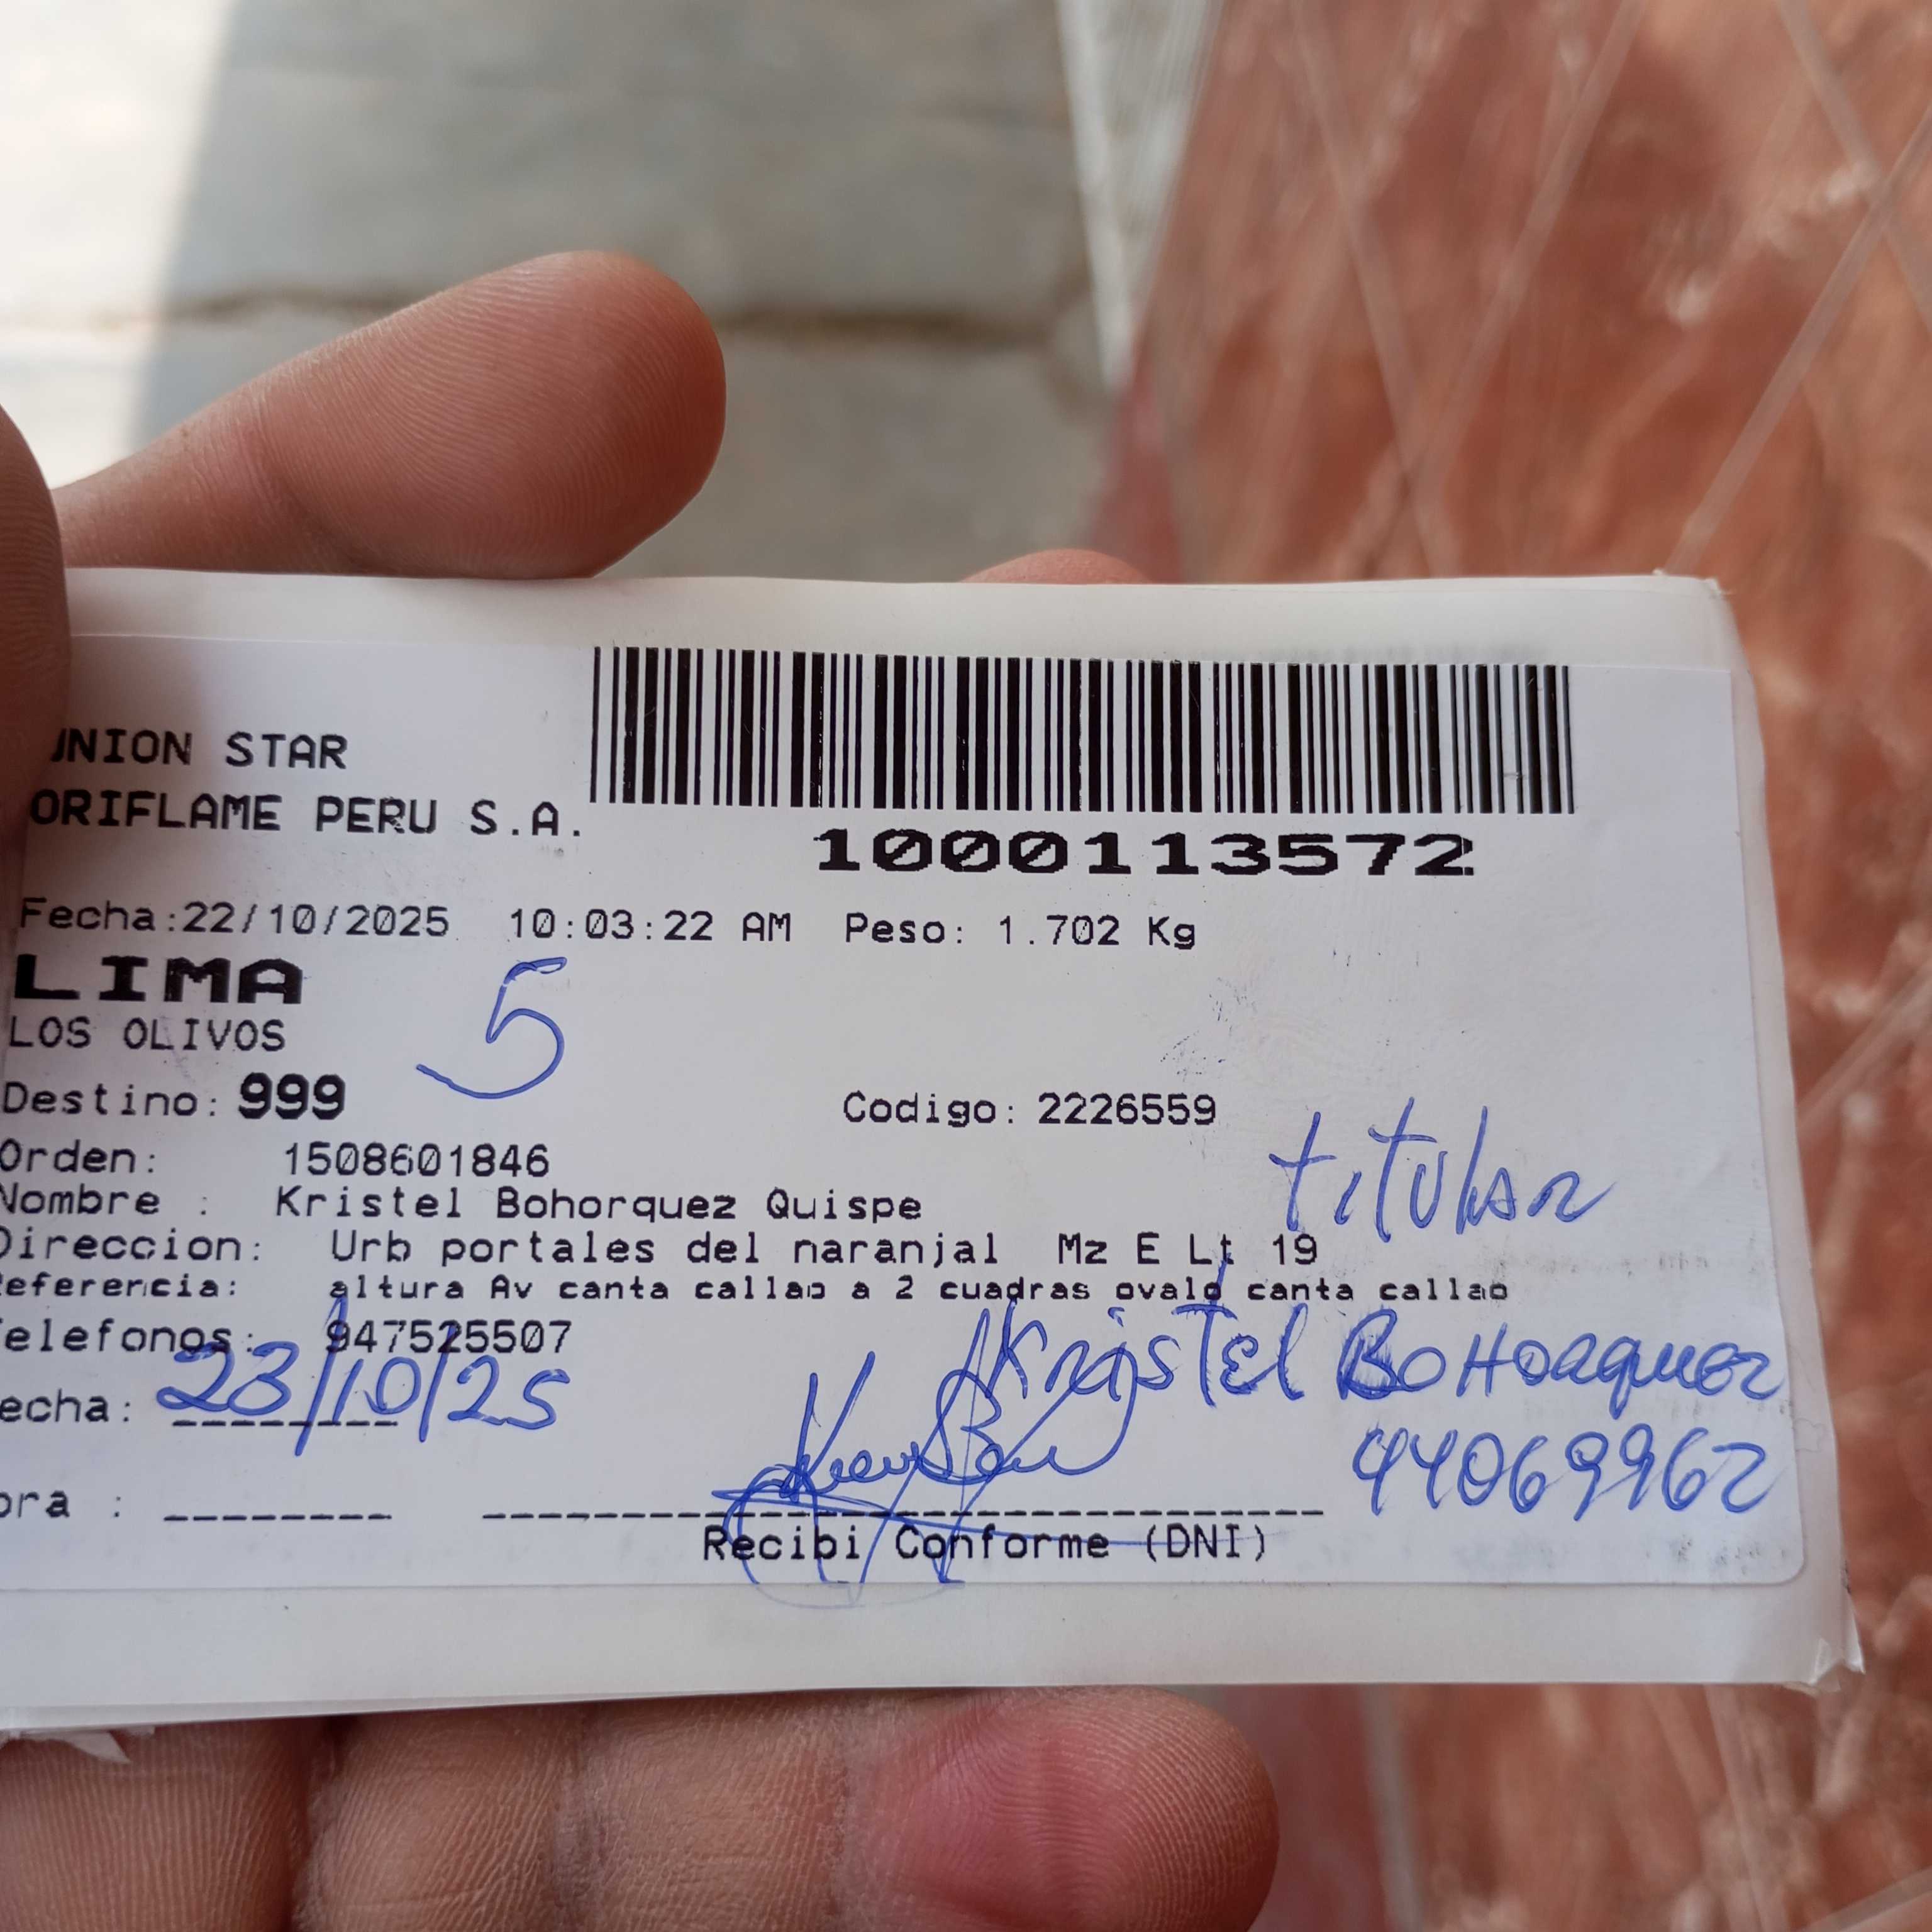 UNION STAR
ORIFLAME PERU S.A.
1000113572
Fecha:22/10/2025 10:03:22 AM Peso: 1.702 Kg
LIMA
5
LOS OLIVOS
Destino: 999 Codigo: 2226559
titular
Orden: 1508601846
Nombre : Kristel Bohorquez Quispe
Direccion: Urb portales del naranjal Mz E Lt 19
Referencia: altura Av canta callao a 2 cuadras ovalo canta callao
Telefonos: 947525507
Kristel Bohorquez
Fecha: 23/10/25
44069962
ora :
Recibi Conforme (DNI)